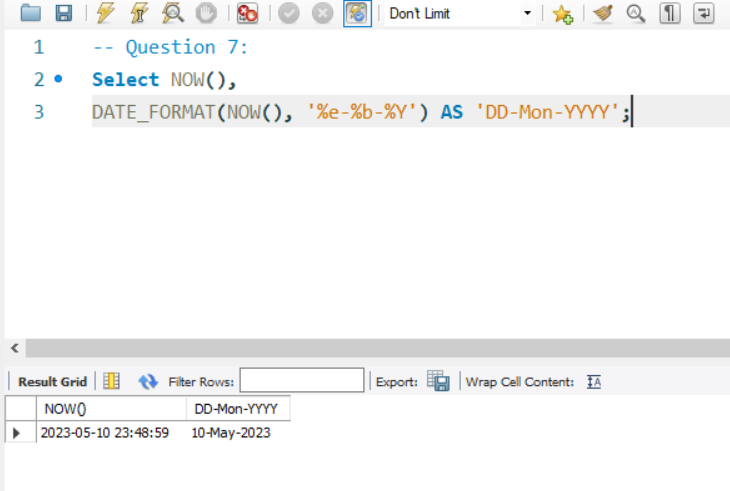 Don't Limit
1 -- Question 7:
2 Select NOW(),
3 DATE_FORMAT(NOW(), '%e-%b-%Y') AS 'DD-Mon-YYYY';
Result Grid Filter Rows: Export: Wrap Cell Content: IA
NOW() DD-Mon-YYYY
2023-05-10 23:48:59 10-May-2023